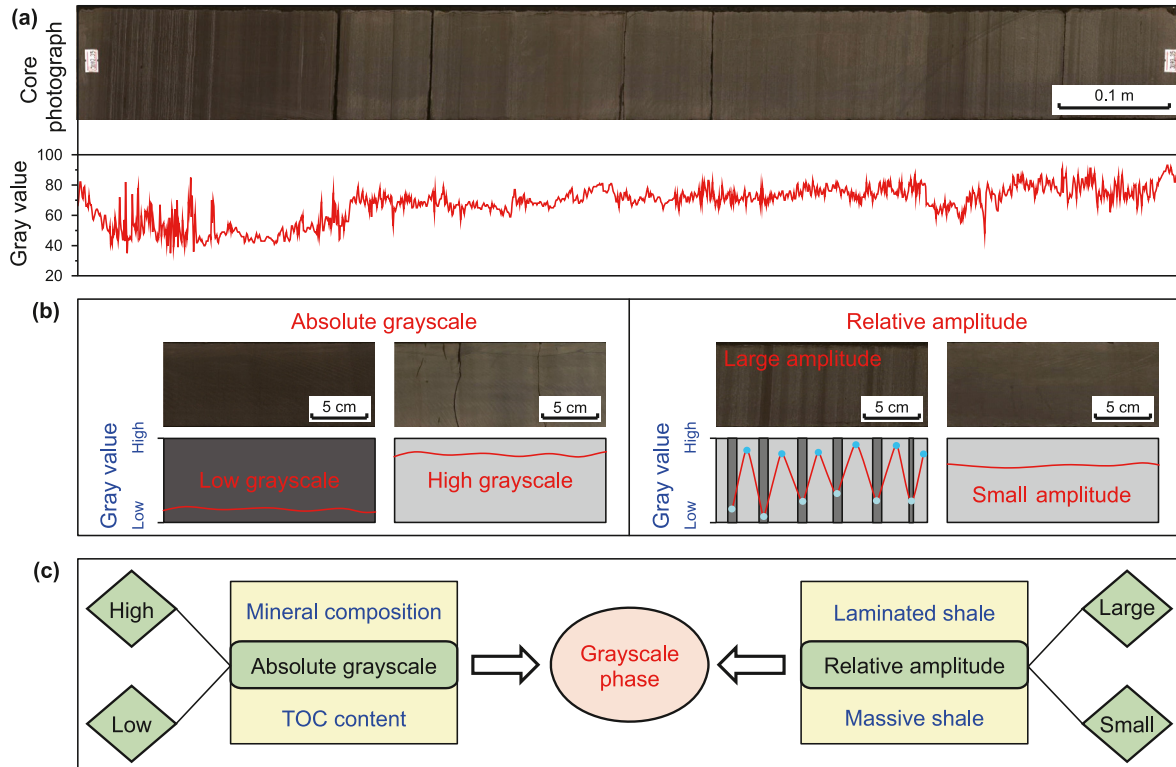 (a)
Core
photograph
0.1 m
Gray value
100
80
60
40
20
(b)
Absolute grayscale
Relative amplitude
5 cm
5 cm
Large amplitude
5 cm
5 cm
Gray value
High
Low
Low grayscale
High grayscale
Gray value
High
Low
Small amplitude
(c)
High
Low
Mineral composition
Absolute grayscale
TOC content
Grayscale
phase
Laminated shale
Relative amplitude
Massive shale
Large
Small